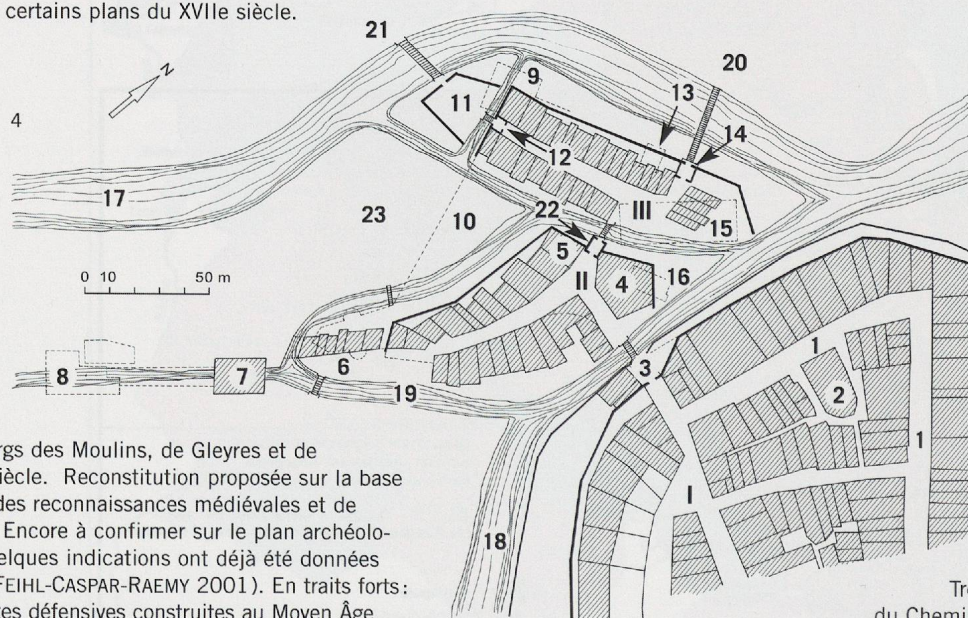 certains plans du XVIIe siècle.
21
20
N
9
13
4
11
14
12
17
22
III
23
10
15
5
0 10 50 m
II
4
16
1
3
8
7
6
2
19
1
I
18
rgs des Moulins, de Gleyres et de
iècle. Reconstitution proposée sur la base
des reconnaissances médiévales et de
Encore à confirmer sur le plan archéolo-
elques indications ont déjà été données
FEIHL-CASPAR-RAEMY 2001). En traits forts:
es défensives construites au Moyen Âge
Tr
du Chemi